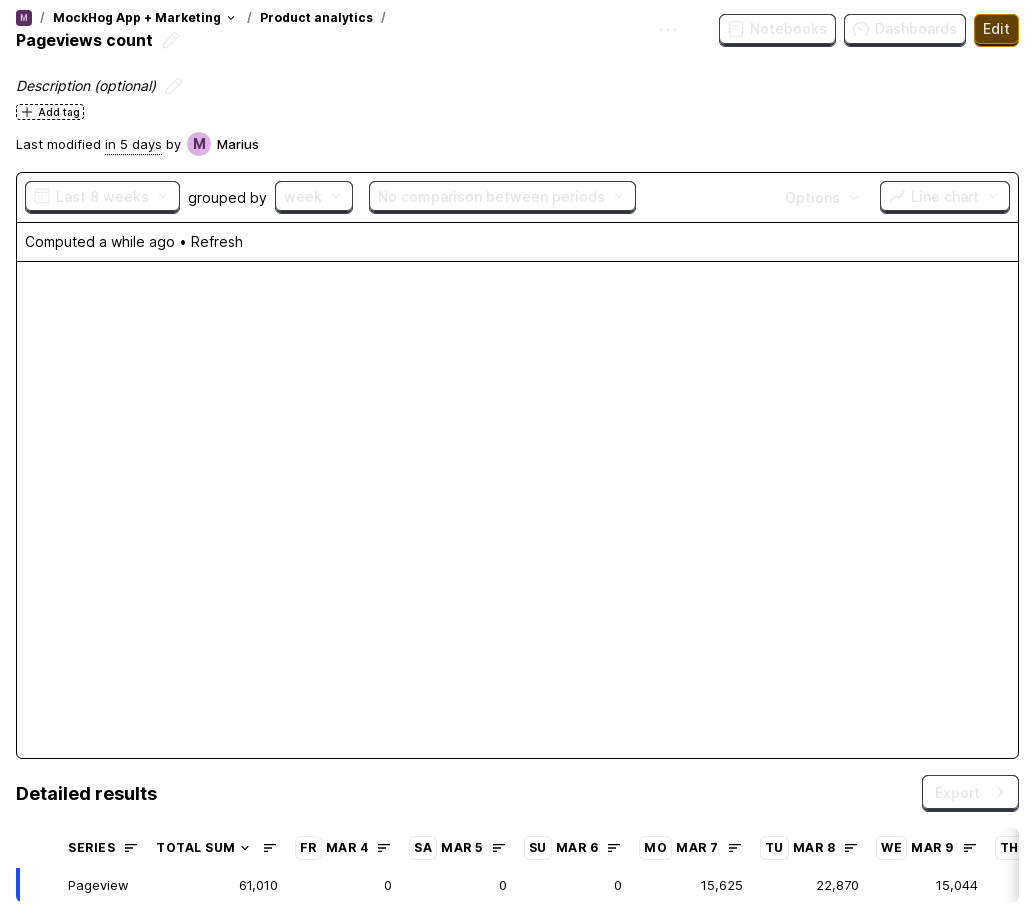 M / MockHog App + Marketing / Product analytics /
Pageviews count
Notebooks Dashboards Edit
Description (optional)
Add tag
Last modified in 5 days by M Marius
Last 8 weeks grouped by week No comparison between periods Options Line chart
Computed a while ago • Refresh
Detailed results
Export
SERIES TOTAL SUM FR MAR 4 SA MAR 5 SU MAR 6 MO MAR 7 TU MAR 8 WE MAR 9 TH
Pageview 61,010 0 0 0 15,625 22,870 15,044